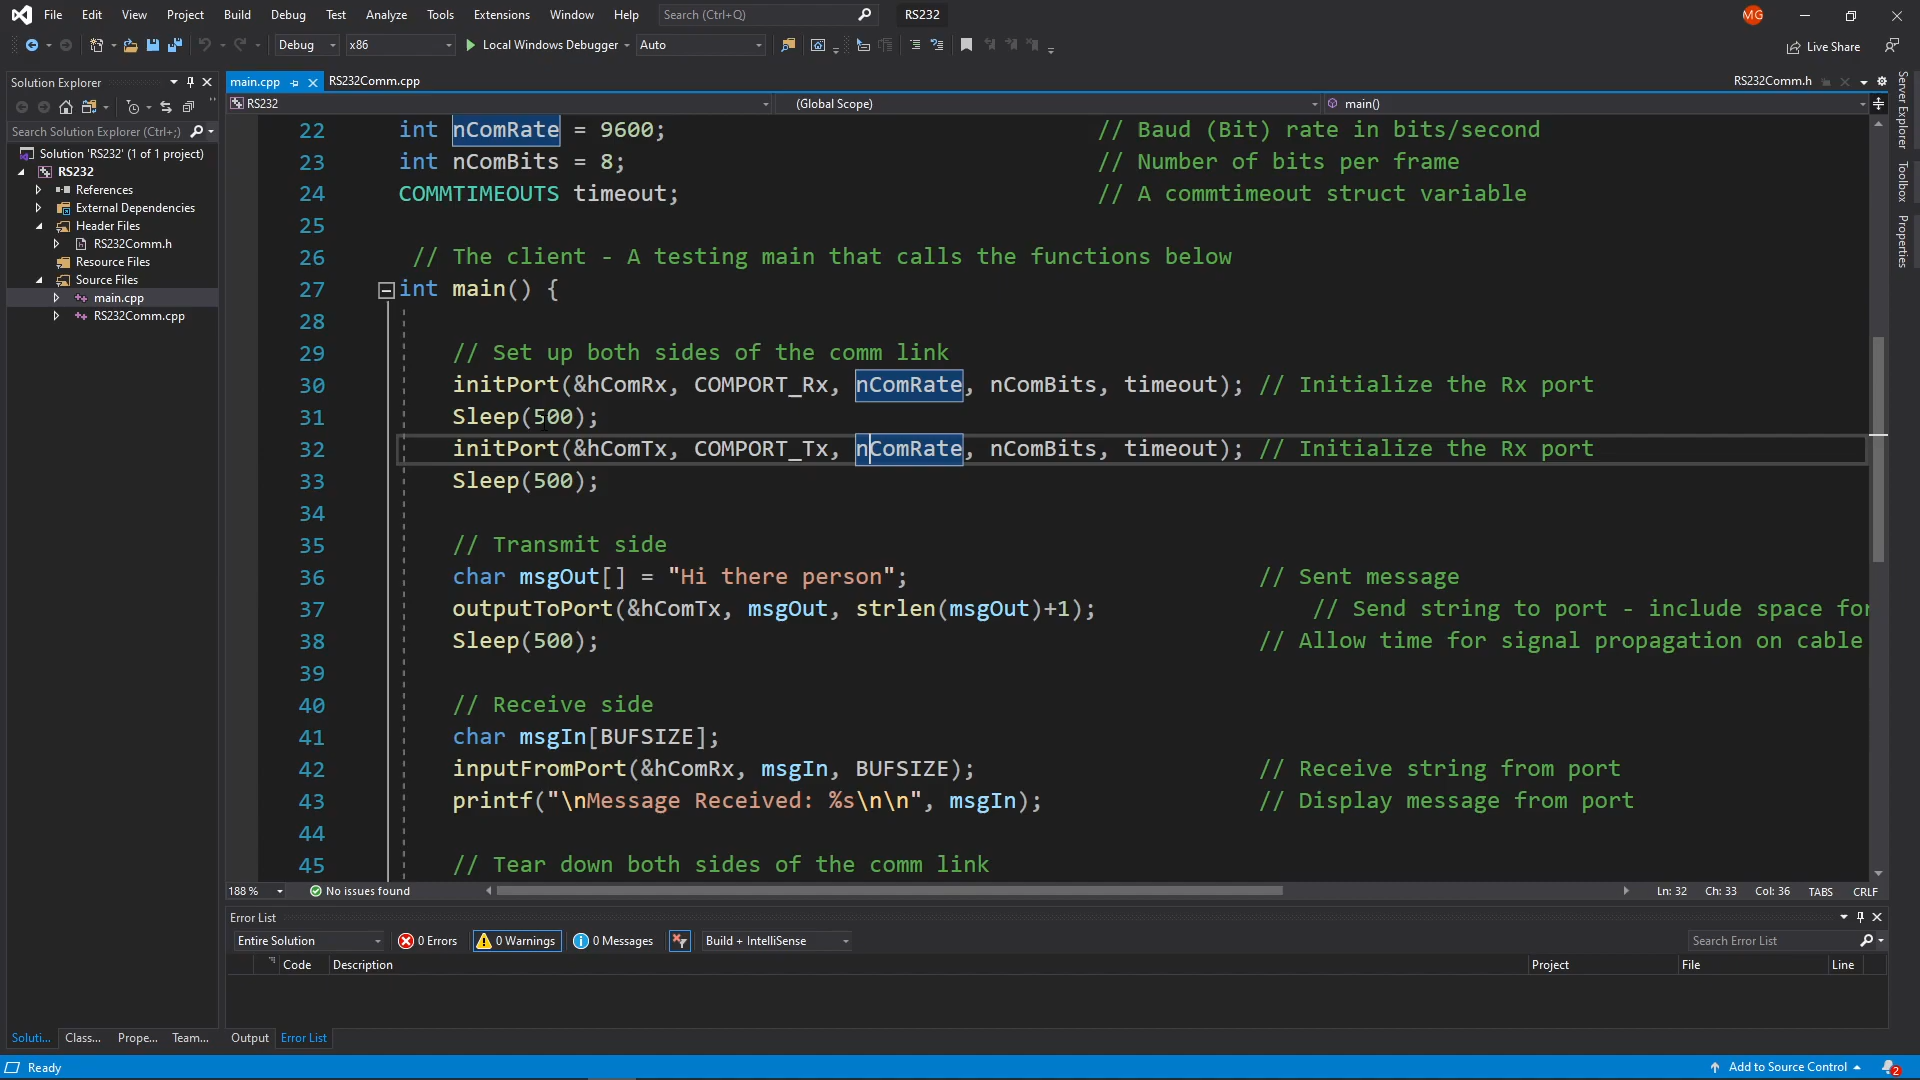 File Edit View Project Build Debug Test Analyze Tools Extensions Window Help Search (Ctrl+Q) RS232 MG
Debug x86 Local Windows Debugger Auto Live Share
Solution Explorer
Search Solution Explorer (Ctrl+;)
Solution 'RS232' (1 of 1 project)
RS232
References
External Dependencies
Header Files
RS232Comm.h
Resource Files
Source Files
main.cpp
RS232Comm.cpp
main.cpp RS232Comm.cpp RS232Comm.h
RS232 (Global Scope) main()
22 int nComRate = 9600; // Baud (Bit) rate in bits/second
23 int nComBits = 8; // Number of bits per frame
24 COMMTIMEOUTS timeout; // A commtimeout struct variable
25
26 // The client - A testing main that calls the functions below
27 int main() {
28
29 // Set up both sides of the comm link
30 initPort(&hComRx, COMPORT_Rx, nComRate, nComBits, timeout); // Initialize the Rx port
31 Sleep(500);
32 initPort(&hComTx, COMPORT_Tx, nComRate, nComBits, timeout); // Initialize the Rx port
33 Sleep(500);
34
35 // Transmit side
36 char msgOut[] = "Hi there person"; // Sent message
37 outputToPort(&hComTx, msgOut, strlen(msgOut)+1); // Send string to port - include space for
38 Sleep(500); // Allow time for signal propagation on cable
39
40 // Receive side
41 char msgIn[BUFSIZE];
42 inputFromPort(&hComRx, msgIn, BUFSIZE); // Receive string from port
43 printf("\nMessage Received: %s\n\n", msgIn); // Display message from port
44
45 // Tear down both sides of the comm link
188 % No issues found Ln: 32 Ch: 33 Col: 36 TABS CRLF
Error List
Entire Solution 0 Errors 0 Warnings 0 Messages Build + IntelliSense Search Error List
Code Description Project File Line
Soluti... Class... Prope... Team... Output Error List
Ready Add to Source Control 2
Server Explorer
Toolbox
Properties